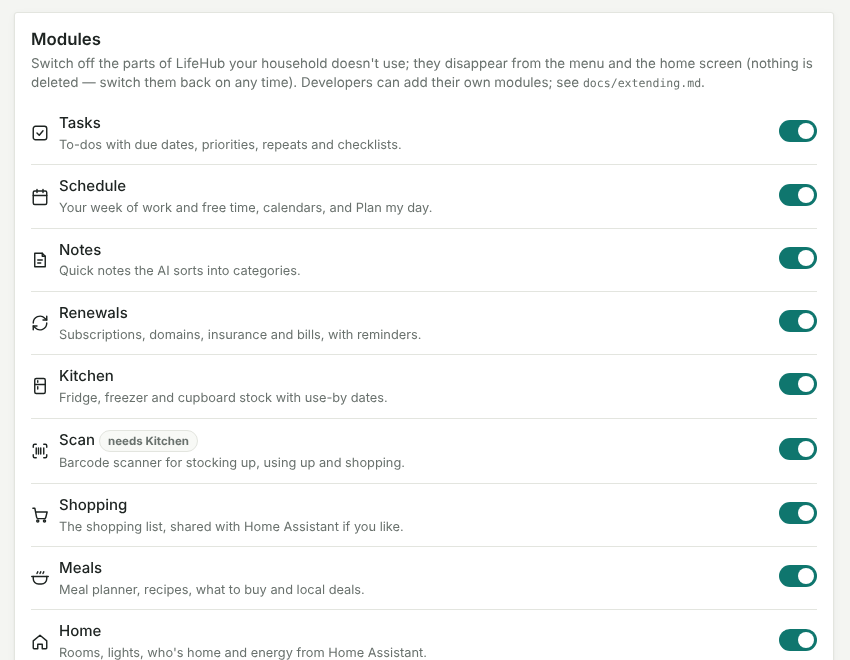 Modules
Switch off the parts of LifeHub your household doesn't use; they disappear from the menu and the home screen (nothing is
deleted — switch them back on any time). Developers can add their own modules; see docs/extending.md.
Tasks
To-dos with due dates, priorities, repeats and checklists.
Schedule
Your week of work and free time, calendars, and Plan my day.
Notes
Quick notes the AI sorts into categories.
Renewals
Subscriptions, domains, insurance and bills, with reminders.
Kitchen
Fridge, freezer and cupboard stock with use-by dates.
Scan needs Kitchen
Barcode scanner for stocking up, using up and shopping.
Shopping
The shopping list, shared with Home Assistant if you like.
Meals
Meal planner, recipes, what to buy and local deals.
Home
Rooms, lights, who's home and energy from Home Assistant.